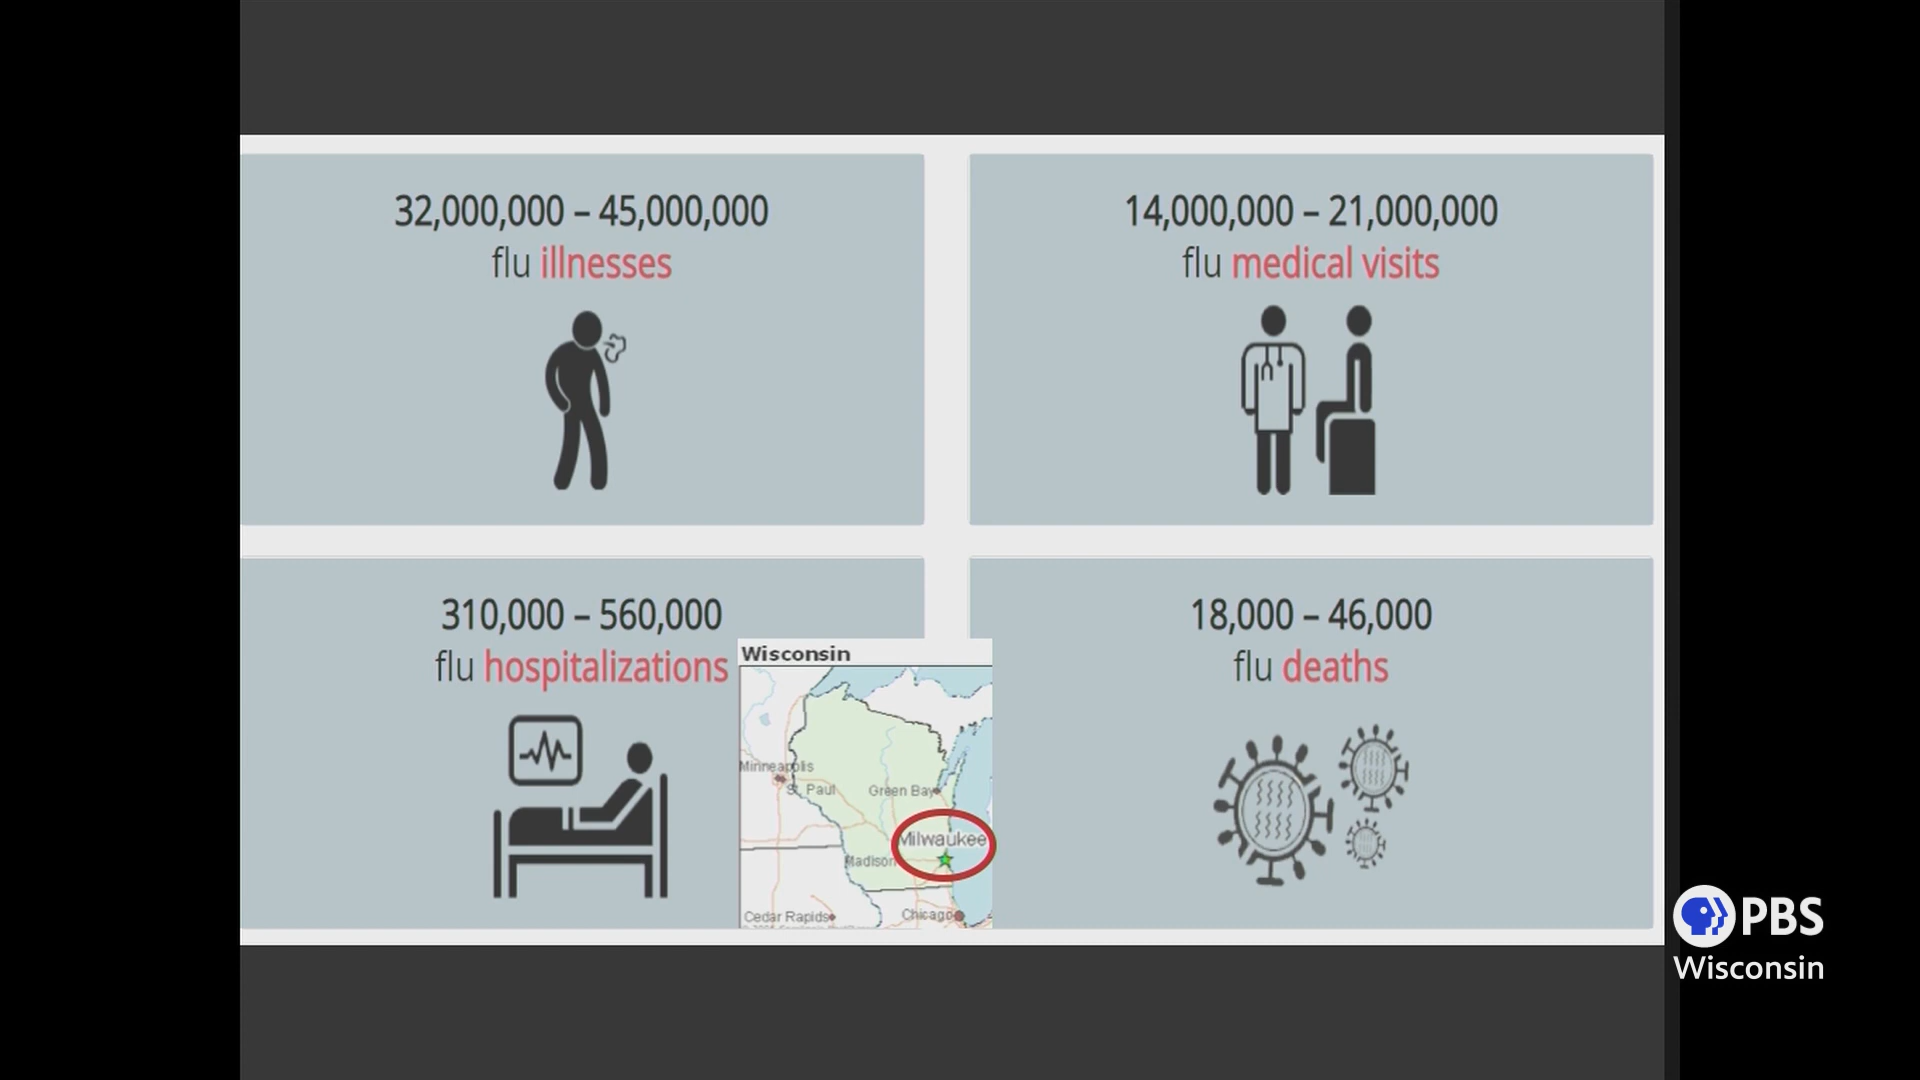 32,000,000 – 45,000,000
flu illnesses
14,000,000 – 21,000,000
flu medical visits
310,000 – 560,000
flu hospitalizations
18,000 – 46,000
flu deaths
Wisconsin
Minneapolis
St. Paul
Green Bay
Milwaukee
Madison
Cedar Rapids
Chicago
PBS
Wisconsin